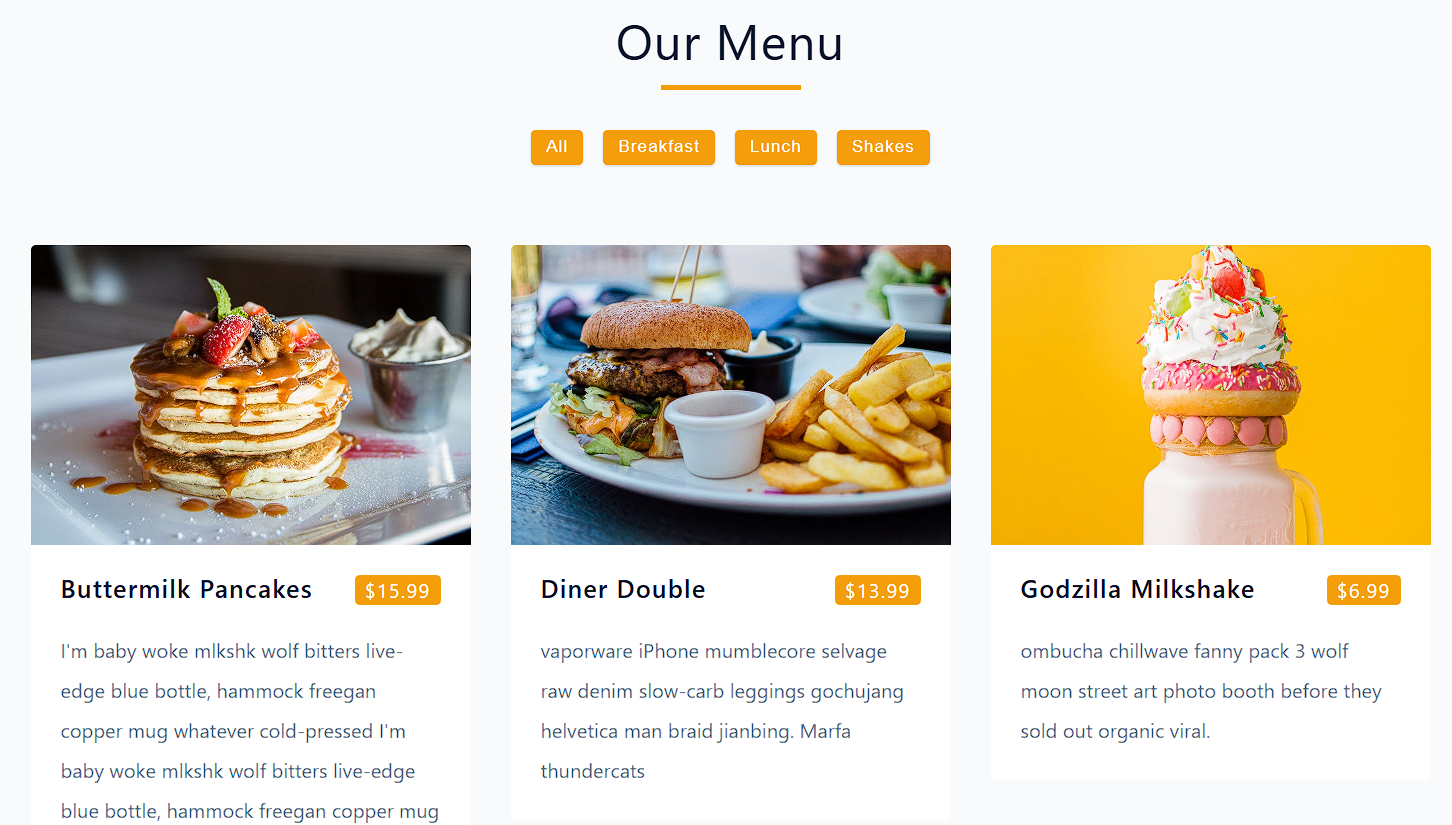 Our Menu
All
Breakfast
Lunch
Shakes
Buttermilk Pancakes
$15.99
I'm baby woke mlkshk wolf bitters live-
edge blue bottle, hammock freegan
copper mug whatever cold-pressed I'm
baby woke mlkshk wolf bitters live-edge
blue bottle, hammock freegan copper mug
Diner Double
$13.99
vaporware iPhone mumblecore selvage
raw denim slow-carb leggings gochujang
helvetica man braid jianbing. Marfa
thundercats
Godzilla Milkshake
$6.99
ombucha chillwave fanny pack 3 wolf
moon street art photo booth before they
sold out organic viral.